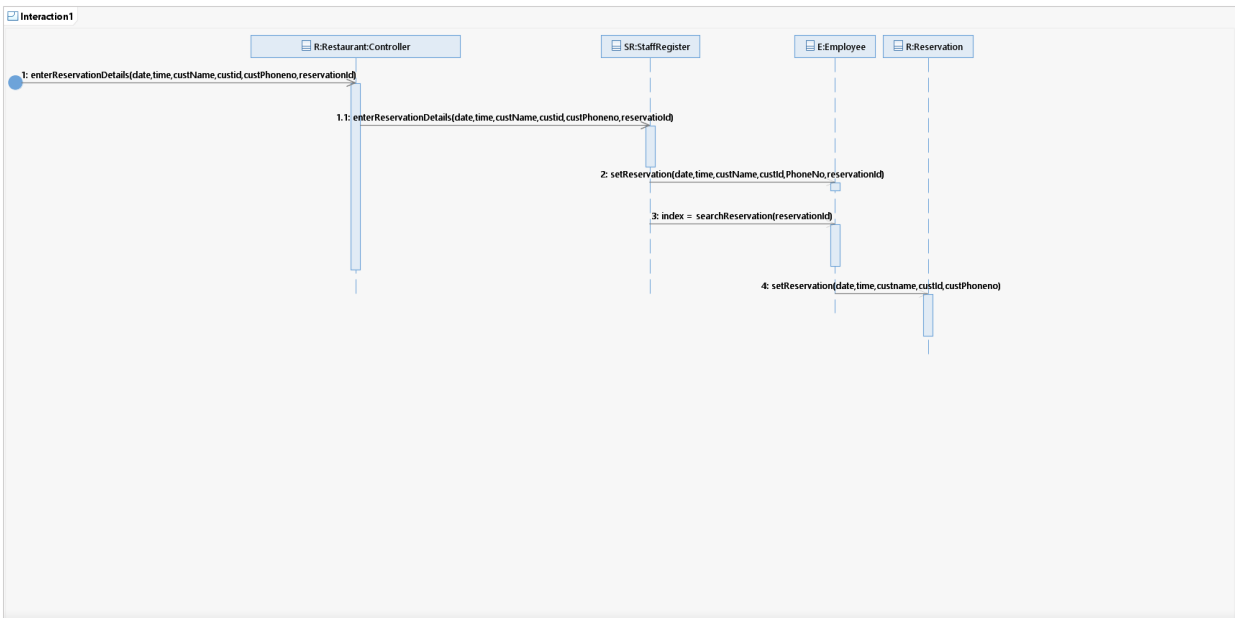 Interaction1
R:Restaurant:Controller
SR:StaffRegister
E:Employee
R:Reservation
1: enterReservationDetails(date,time,custName,custid,custPhoneno,reservationId)
1.1: enterReservationDetails(date,time,custName,custid,custPhoneno,reservatioId)
2: setReservation(date,time,custName,custId,PhoneNo,reservationId)
3: index = searchReservation(reservationId)
4: setReservation(date,time,custname,custId,custPhoneno)